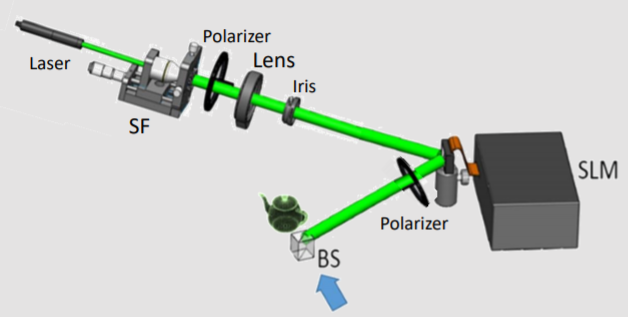 Polarizer
Laser
Lens
Iris
SF
SLM
Polarizer
BS